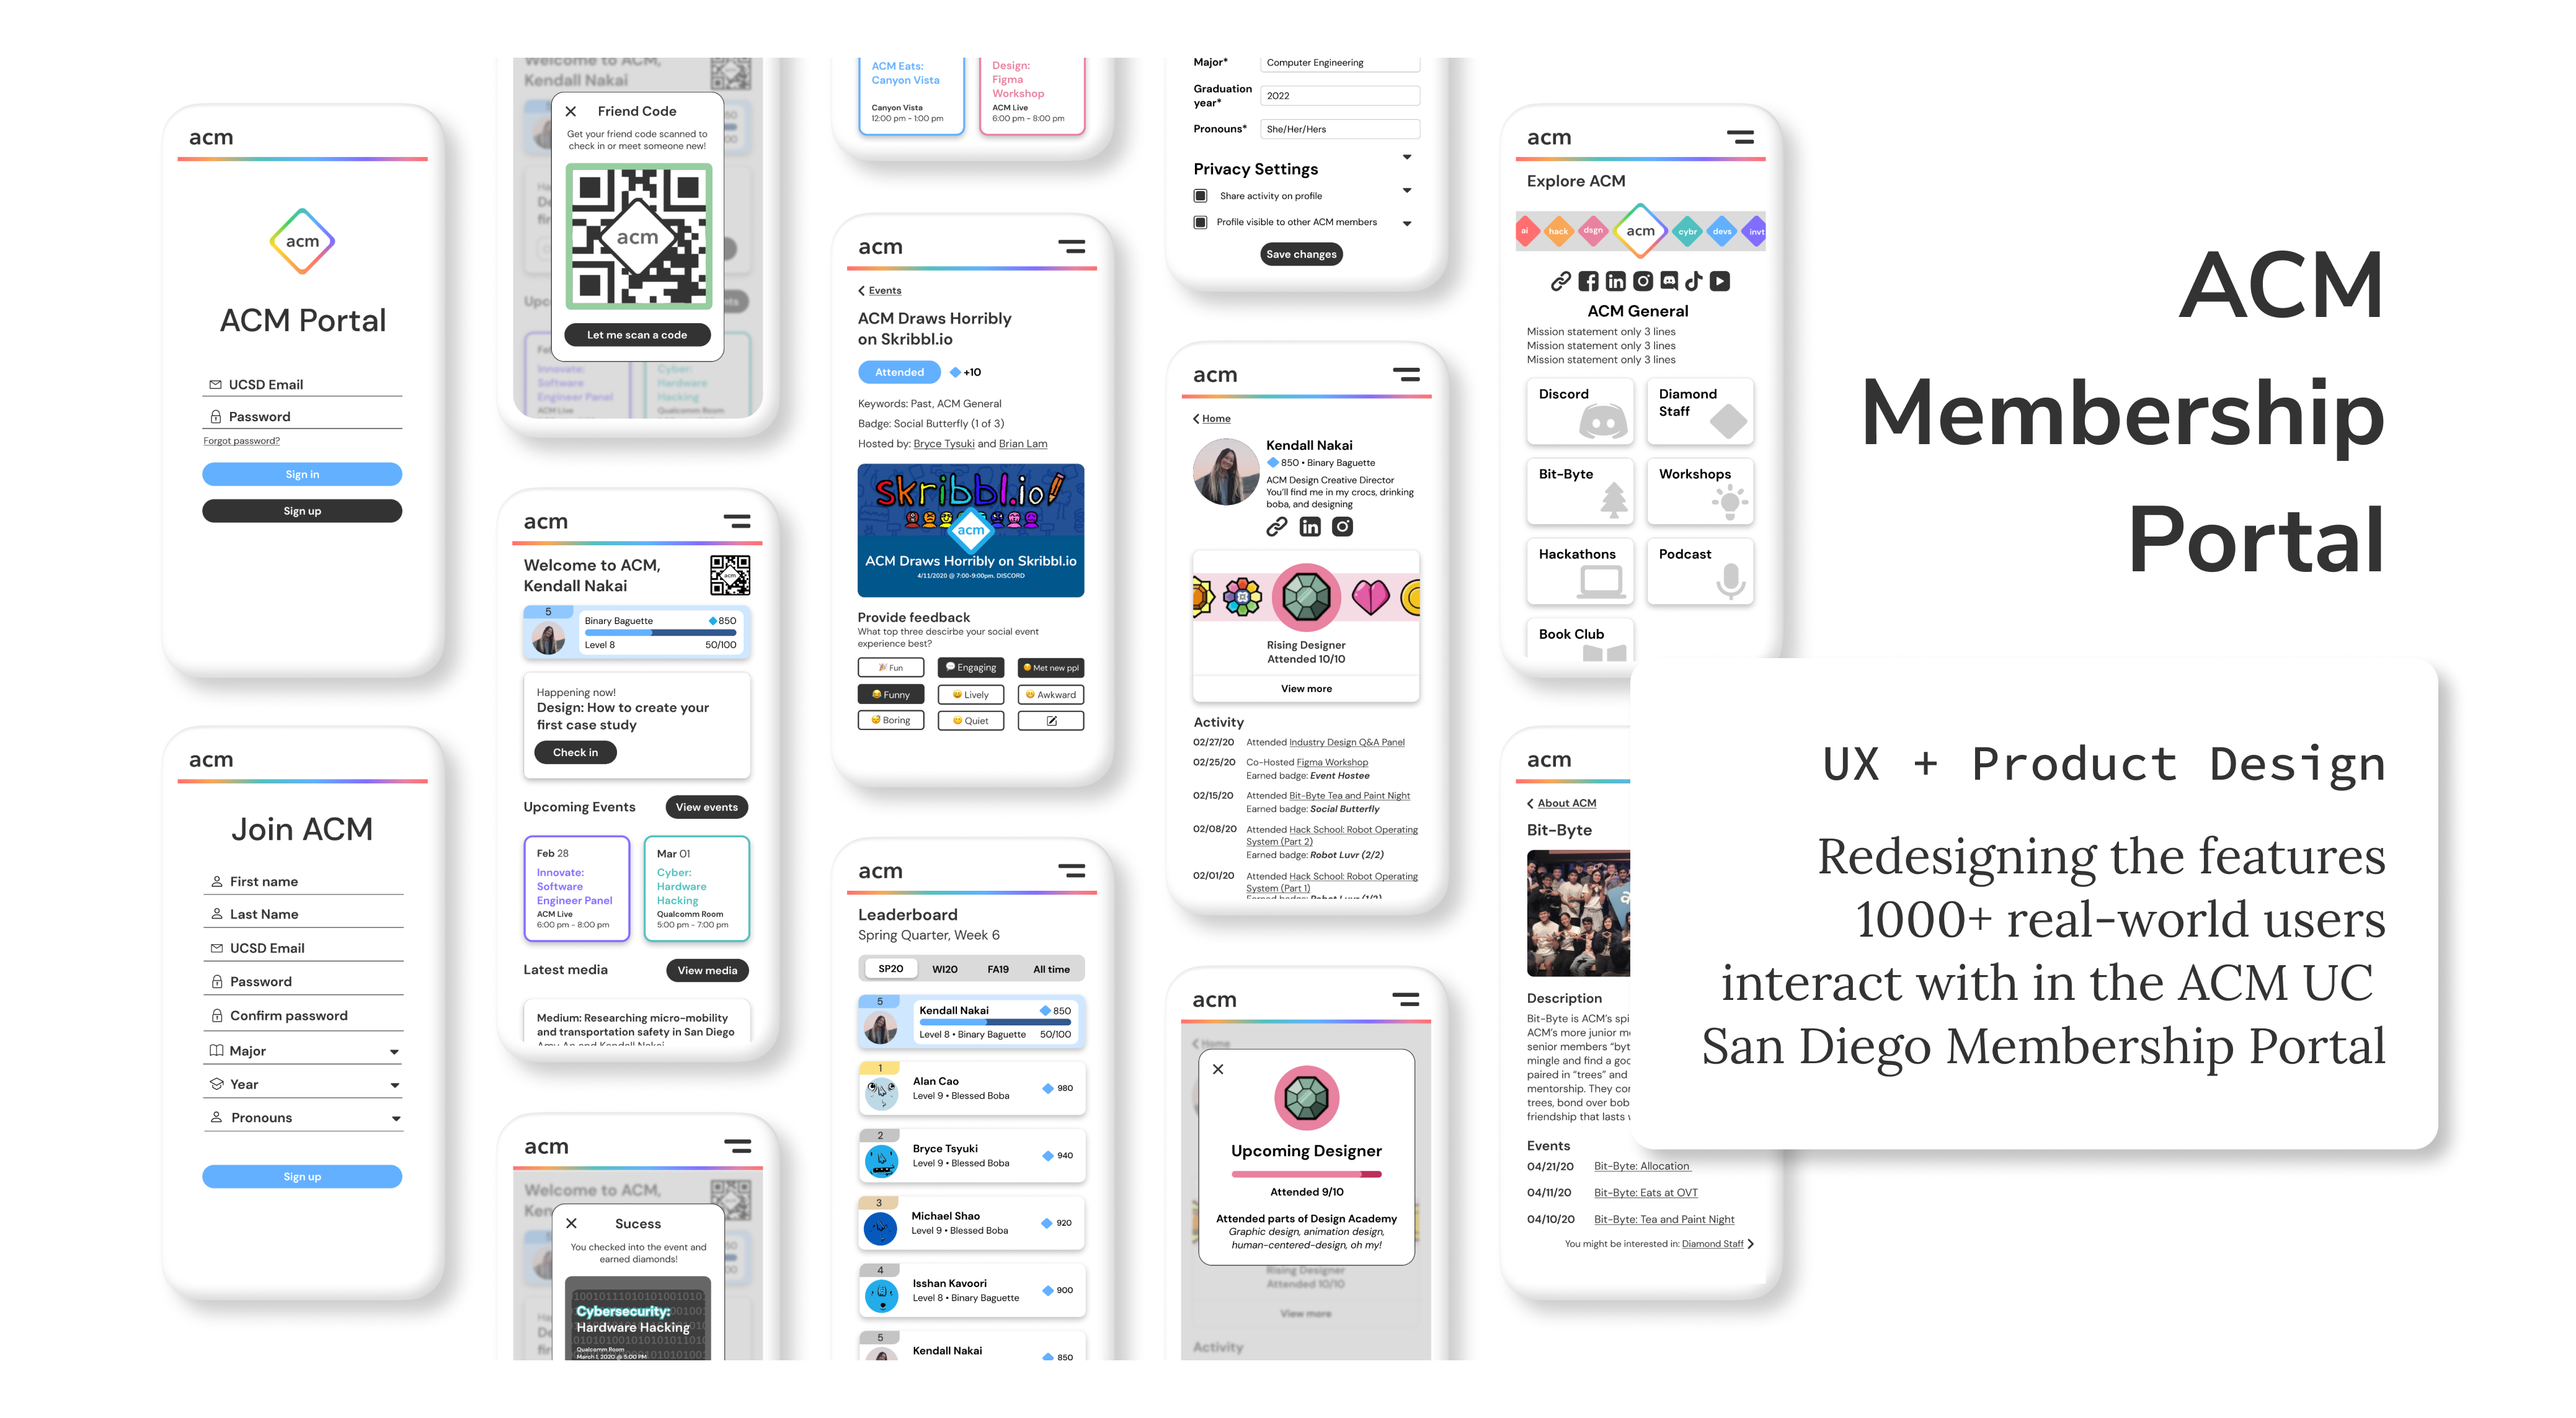 acm
acm
ACM Portal
UCSD Email
Password
Forgot password?
Sign in
Sign up
acm
Join ACM
First name
Last Name
UCSD Email
Password
Confirm password
Major
Year
Pronouns
Sign up
Welcome to ACM,
Kendall Nakai
Friend Code
Get your friend code scanned to
check in or meet someone new!
acm
Let me scan a code
Innovate:
Software
Engineer Panel
ACM Live
Cyber:
Hardware
Hacking
Qualcomm Room
acm
Welcome to ACM,
Kendall Nakai
5
Binary Baguette
850
Level 8
50/100
Happening now!
Design: How to create your
first case study
Check in
Upcoming Events
View events
Feb 28
Innovate:
Software
Engineer Panel
ACM Live
6:00 pm - 8:00 pm
Mar 01
Cyber:
Hardware
Hacking
Qualcomm Room
5:00 pm - 7:00 pm
Latest media
View media
Medium: Researching micro-mobility
and transportation safety in San Diego
Amy An and Kendall Nakai
acm
Welcome to ACM,
Sucess
You checked into the event and
earned diamonds!
Cybersecurity:
Hardware Hacking
Qualcomm Room
March 1, 2020 @ 5:00 PM
ACM Eats:
Canyon Vista
Canyon Vista
12:00 pm - 1:00 pm
Design:
Figma
Workshop
ACM Live
6:00 pm - 8:00 pm
acm
Events
ACM Draws Horribly
on Skribbl.io
Attended
+10
Keywords: Past, ACM General
Badge: Social Butterfly (1 of 3)
Hosted by: Bryce Tysuki and Brian Lam
skribbl.io
acm
ACM Draws Horribly on Skribbl.io
4/11/2020 @ 7:00-9:00pm. DISCORD
Provide feedback
What top three descirbe your social event
experience best?
Fun
Engaging
Met new ppl
Funny
Lively
Awkward
Boring
Quiet
acm
Leaderboard
Spring Quarter, Week 6
SP20
WI20
FA19
All time
5
Kendall Nakai
850
Level 8 • Binary Baguette
50/100
1
Alan Cao
Level 9 • Blessed Boba
980
2
Bryce Tsyuki
Level 9 • Blessed Boba
940
3
Michael Shao
Level 9 • Blessed Boba
920
4
Isshan Kavoori
Level 8 • Binary Baguette
900
5
Kendall Nakai
850
Major*
Computer Engineering
Graduation
year*
2022
Pronouns*
She/Her/Hers
Privacy Settings
Share activity on profile
Profile visible to other ACM members
Save changes
acm
Home
Kendall Nakai
850 • Binary Baguette
ACM Design Creative Director
You'll find me in my crocs, drinking
boba, and designing
Rising Designer
Attended 10/10
View more
Activity
02/27/20 Attended Industry Design Q&A Panel
02/25/20 Co-Hosted Figma Workshop
Earned badge: Event Hostee
02/15/20 Attended Bit-Byte Tea and Paint Night
Earned badge: Social Butterfly
02/08/20 Attended Hack School: Robot Operating
System (Part 2)
Earned badge: Robot Luvr (2/2)
02/01/20 Attended Hack School: Robot Operating
System (Part 1)
Earned badge: Robot Luvr (1/2)
acm
Home
Upcoming Designer
Attended 9/10
Attended parts of Design Academy
Graphic design, animation design,
human-centered-design, oh my!
Rising Designer
Attended 10/10
View more
Activity
acm
Explore ACM
ai
hack
dsgn
acm
cybr
devs
invt
ACM General
Mission statement only 3 lines
Mission statement only 3 lines
Mission statement only 3 lines
Discord
Diamond
Staff
Bit-Byte
Workshops
Hackathons
Podcast
Book Club
acm
About ACM
Bit-Byte
Description
Bit-Byte is ACM's
ACM's more junior
senior members
mingle and find a
paired in "trees" and
mentorship. They
trees, bond over
friendship that lasts
Events
04/21/20 Bit-Byte: Allocation
04/11/20 Bit-Byte: Eats at OVT
04/10/20 Bit-Byte: Tea and Paint Night
You might be interested in: Diamond Staff
ACM
Membership
Portal
UX + Product Design
Redesigning the features
1000+ real-world users
interact with in the ACM UC
San Diego Membership Portal